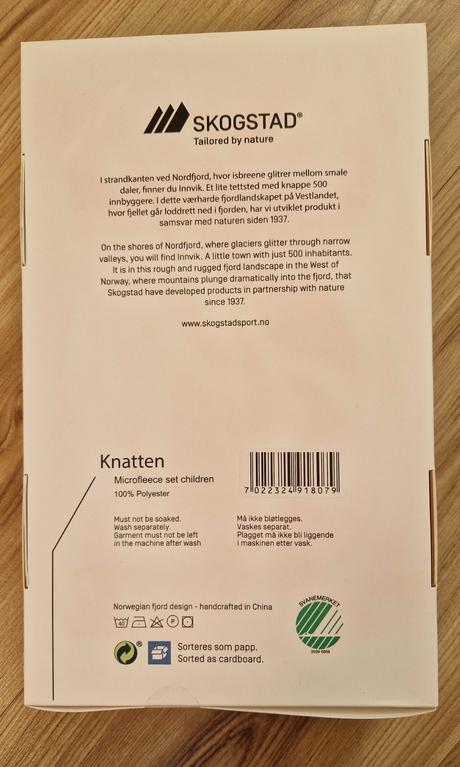 SKOGSTAD®
Tailored by nature
I strandkanten ved Nordfjord, hvor isbreene glitrer mellom smale
daler, finner du Innvik. Et lite tettsted med knappe 500
innbyggere. I dette værharde fjordlandskapet på Vestlandet,
hvor fjellet går loddrett ned i fjorden, har vi utviklet produkt i
samsvar med naturen siden 1937.
On the shores of Nordfjord, where glaciers glitter through narrow
valleys, you will find Innvik. A little town with just 500 inhabitants.
It is in this rough and rugged fjord landscape in the West of
Norway, where mountains plunge dramatically into the fjord, that
Skogstad have developed products in partnership with nature
since 1937.
www.skogstadsport.no
Knatten
Microfleece set children
100% Polyester
7 022324 918079
Must not be soaked.
Wash separately.
Garment must not be left
in the machine after wash
Må ikke bløtlegges.
Vaskes separat.
Plagget må ikke bli liggende
i maskinen etter vask.
Norwegian fjord design - handcrafted in China
40
P
SVANEMERKET
Sorteres som papp.
Sorted as cardboard.